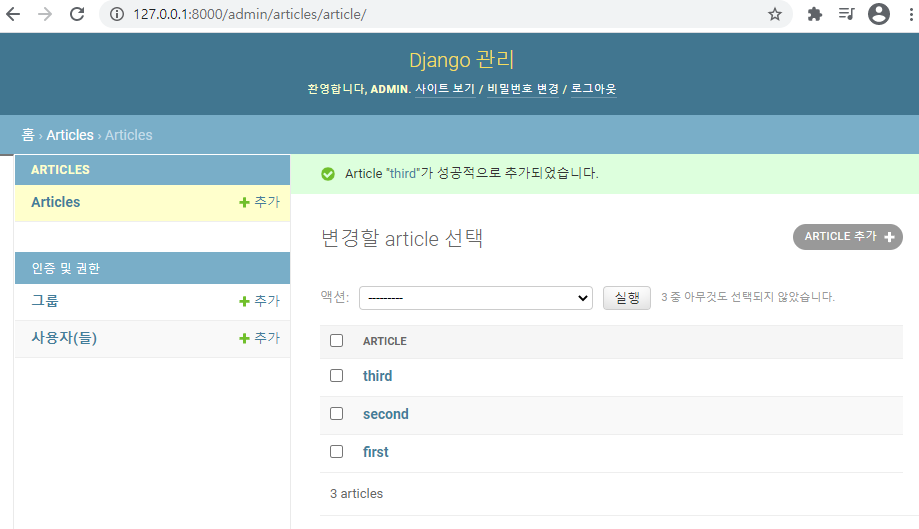 127.0.0.1:8000/admin/articles/article/
Django 관리
환영합니다, ADMIN. 사이트 보기 / 비밀번호 변경 / 로그아웃
홈 › Articles › Articles
ARTICLES
Articles + 추가
인증 및 권한
그룹 + 추가
사용자(들) + 추가
Article "third"가 성공적으로 추가되었습니다.
변경할 article 선택
ARTICLE 추가 +
액션: --------- 실행 3 중 아무것도 선택되지 않았습니다.
ARTICLE
third
second
first
3 articles